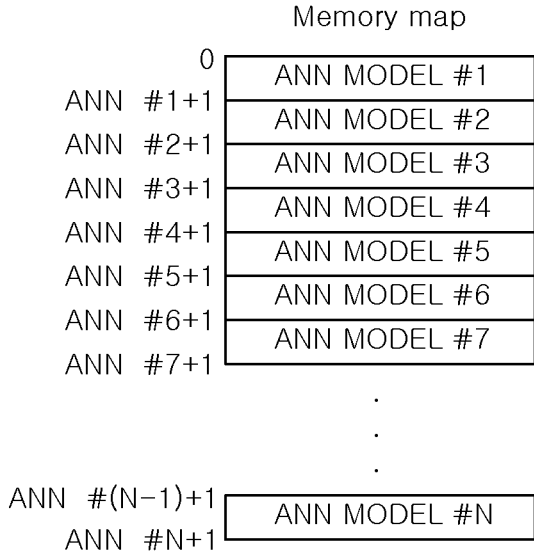 Memory map
0
ANN MODEL #1
ANN #1+1
ANN MODEL #2
ANN #2+1
ANN MODEL #3
ANN #3+1
ANN MODEL #4
ANN #4+1
ANN MODEL #5
ANN #5+1
ANN MODEL #6
ANN #6+1
ANN MODEL #7
ANN #7+1
.
.
.
ANN #(N-1)+1
ANN MODEL #N
ANN #N+1